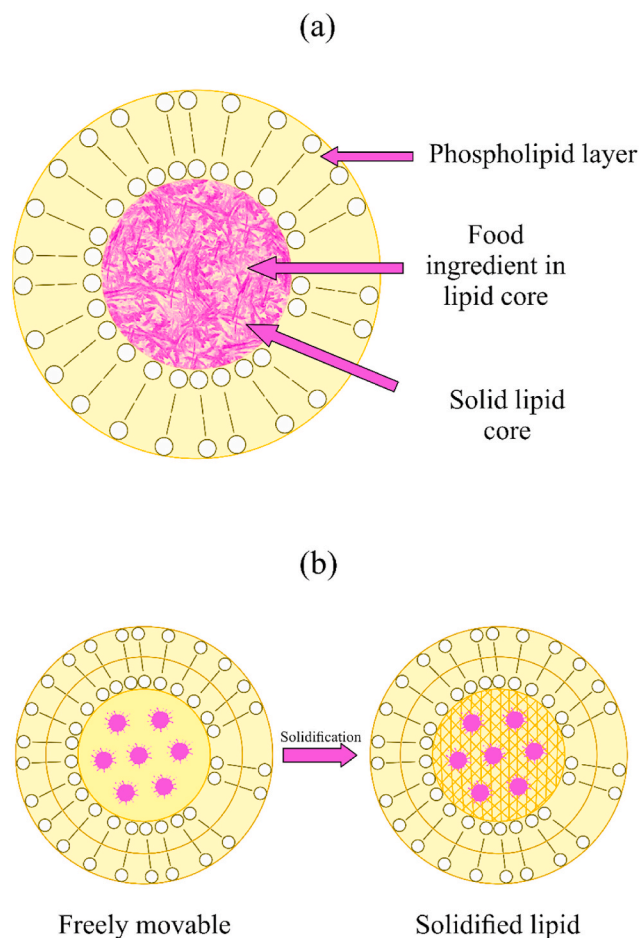 (a)
Phospholipid layer
Food
ingredient in
lipid core
Solid lipid
core
(b)
Solidification
Freely movable
Solidified lipid